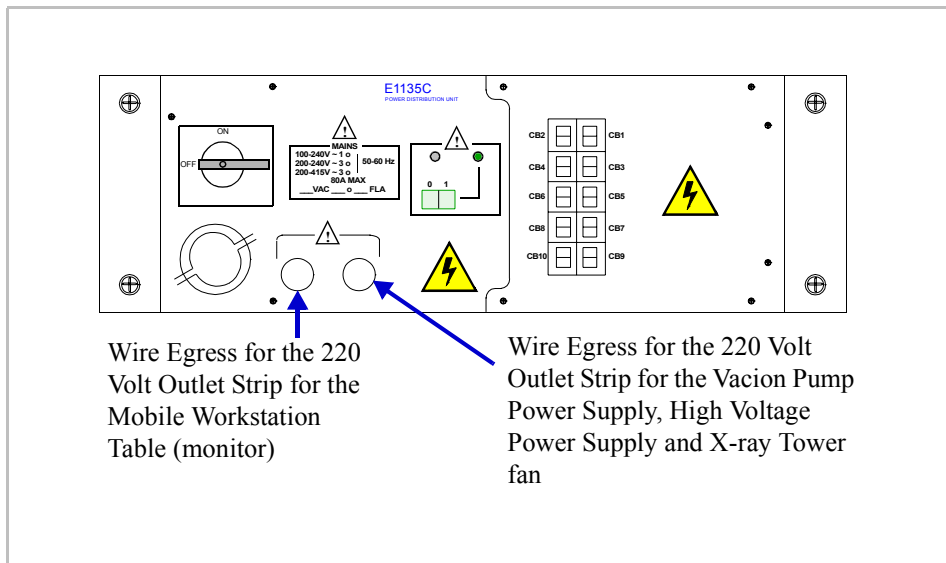 E1135C
POWER DISTRIBUTION UNIT
ON
OFF
MAINS
100-240V ~ 1 o
200-240V ~ 3 o
200-415V ~ 3 o
50-60 Hz
80A MAX
___VAC ___ o ___ FLA
0 1
CB2 CB1
CB4 CB3
CB6 CB5
CB8 CB7
CB10 CB9
Wire Egress for the 220
Volt Outlet Strip for the
Mobile Workstation
Table (monitor)
Wire Egress for the 220 Volt
Outlet Strip for the Vacion Pump
Power Supply, High Voltage
Power Supply and X-ray Tower
fan